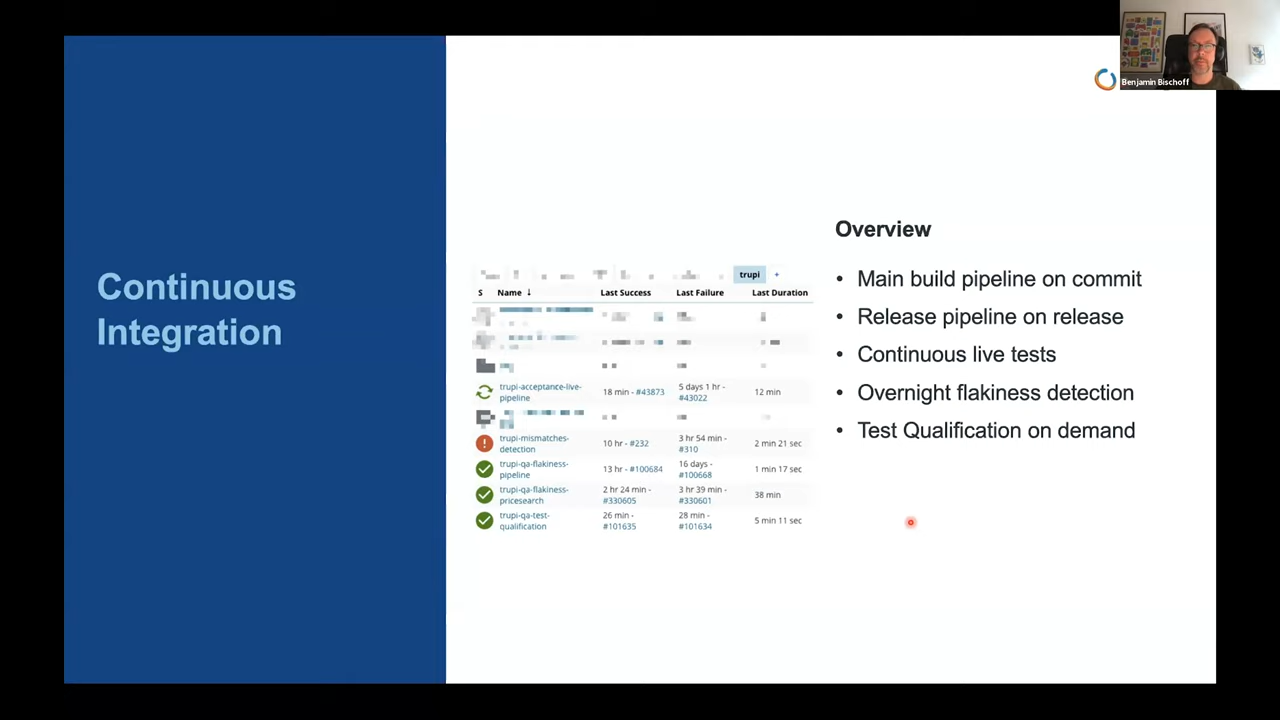 Benjamin Bischoff
Continuous
Integration
trupi +
S Name ↓ Last Success Last Failure Last Duration
trupi-acceptance-live-
pipeline
18 min - #43873
5 days 1 hr -
#43022
12 min
trupi-mismatches-
detection
10 hr - #232
3 hr 54 min -
#310
2 min 21 sec
trupi-qa-flakiness-
pipeline
13 hr - #100684
16 days -
#100668
1 min 17 sec
trupi-qa-flakiness-
pricesearch
2 hr 24 min -
#330605
3 hr 39 min -
#330601
38 min
trupi-qa-test-
qualification
26 min -
#101635
28 min -
#101634
5 min 11 sec
Overview
• Main build pipeline on commit
• Release pipeline on release
• Continuous live tests
• Overnight flakiness detection
• Test Qualification on demand